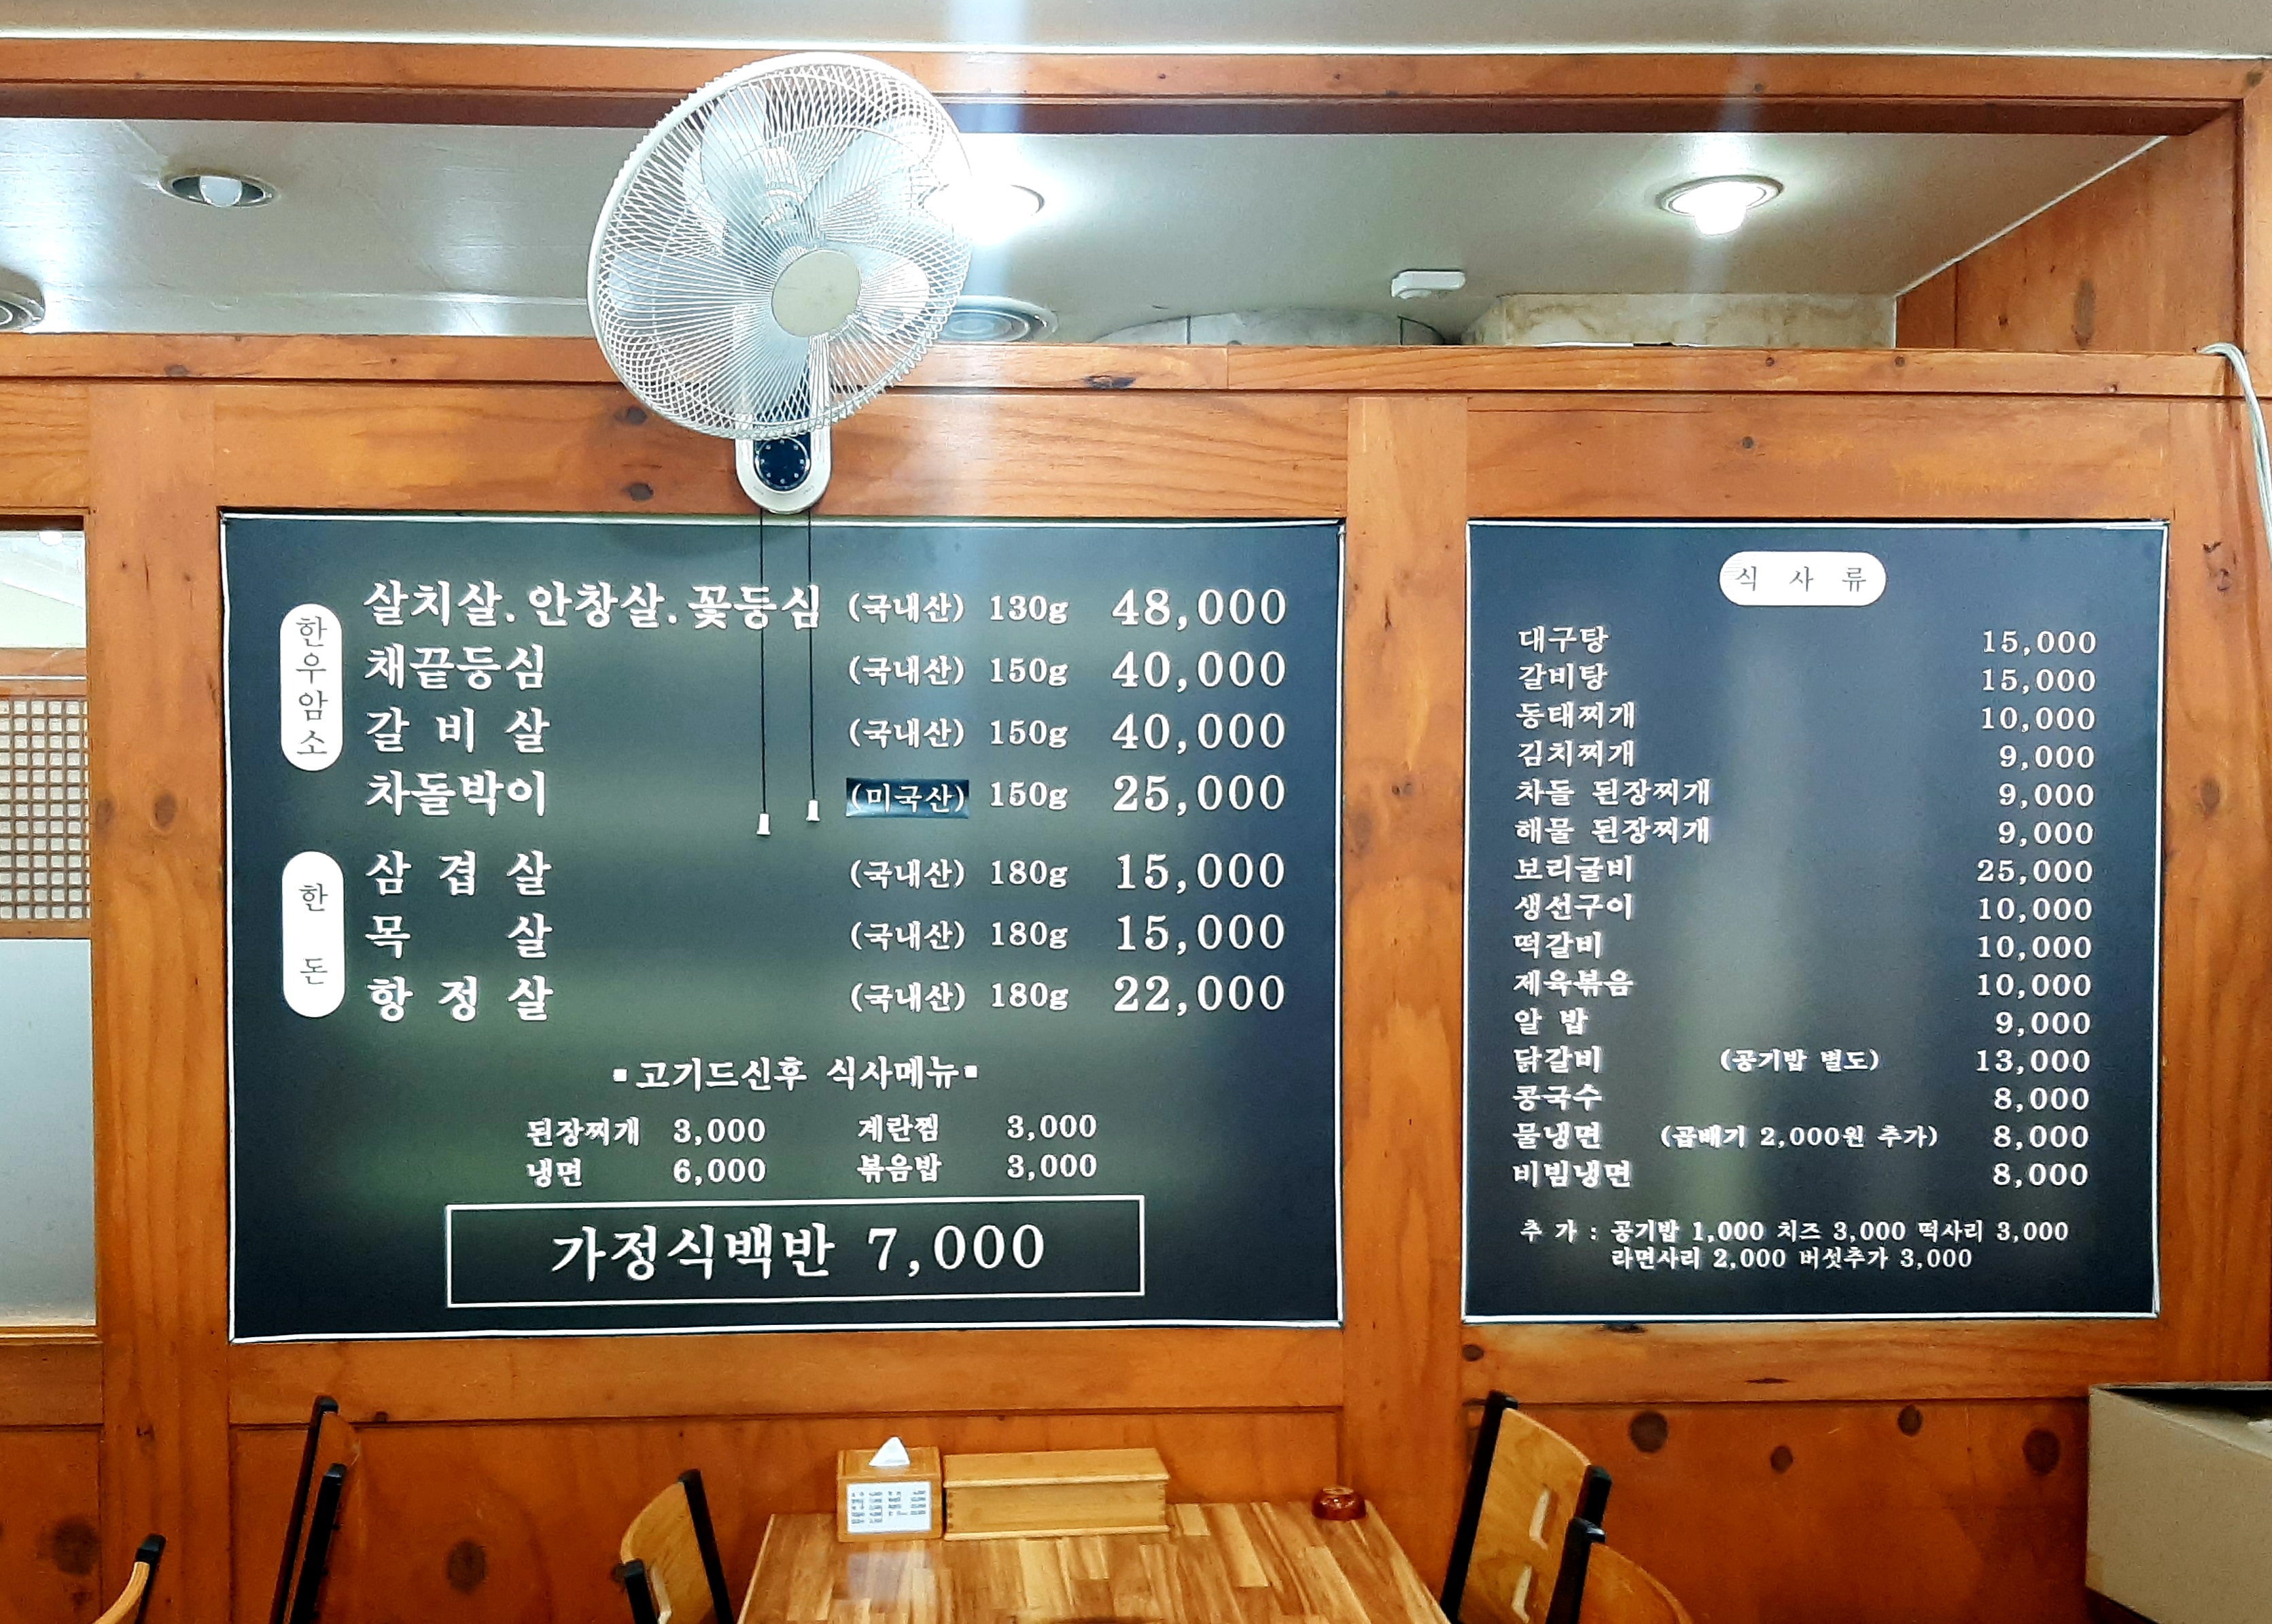 한우암소
살치살.안창살.꽃등심 (국내산) 130g 48,000
채끝등심 (국내산) 150g 40,000
갈 비 살 (국내산) 150g 40,000
차돌박이 (미국산) 150g 25,000
한 돈
삼 겹 살 (국내산) 180g 15,000
목 살 (국내산) 180g 15,000
항 정 살 (국내산) 180g 22,000
▪고기드신후 식사메뉴▪
된장찌개 3,000 계란찜 3,000
냉면 6,000 볶음밥 3,000
가정식백반 7,000
식 사 류
대구탕 15,000
갈비탕 15,000
동태찌개 10,000
김치찌개 9,000
차돌 된장찌개 9,000
해물 된장찌개 9,000
보리굴비 25,000
생선구이 10,000
떡갈비 10,000
제육볶음 10,000
알 밥 9,000
닭갈비 (공기밥 별도) 13,000
콩국수 8,000
물냉면 (곱배기 2,000원 추가) 8,000
비빔냉면 8,000
추 가 : 공기밥 1,000 치즈 3,000 떡사리 3,000
라면사리 2,000 버섯추가 3,000